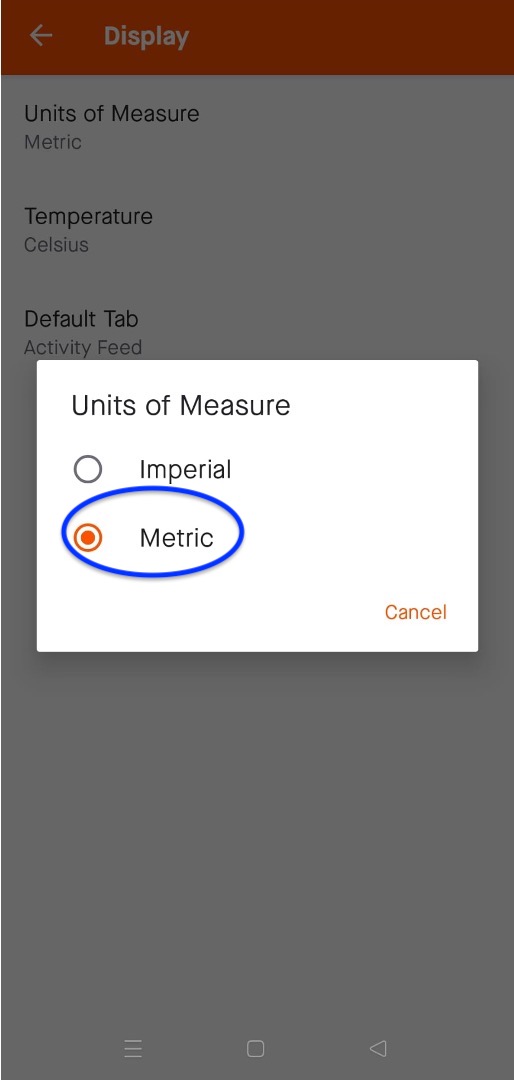 Display
Units of Measure
Metric
Temperature
Celsius
Default Tab
Activity Feed
Units of Measure
Imperial
Metric
Cancel